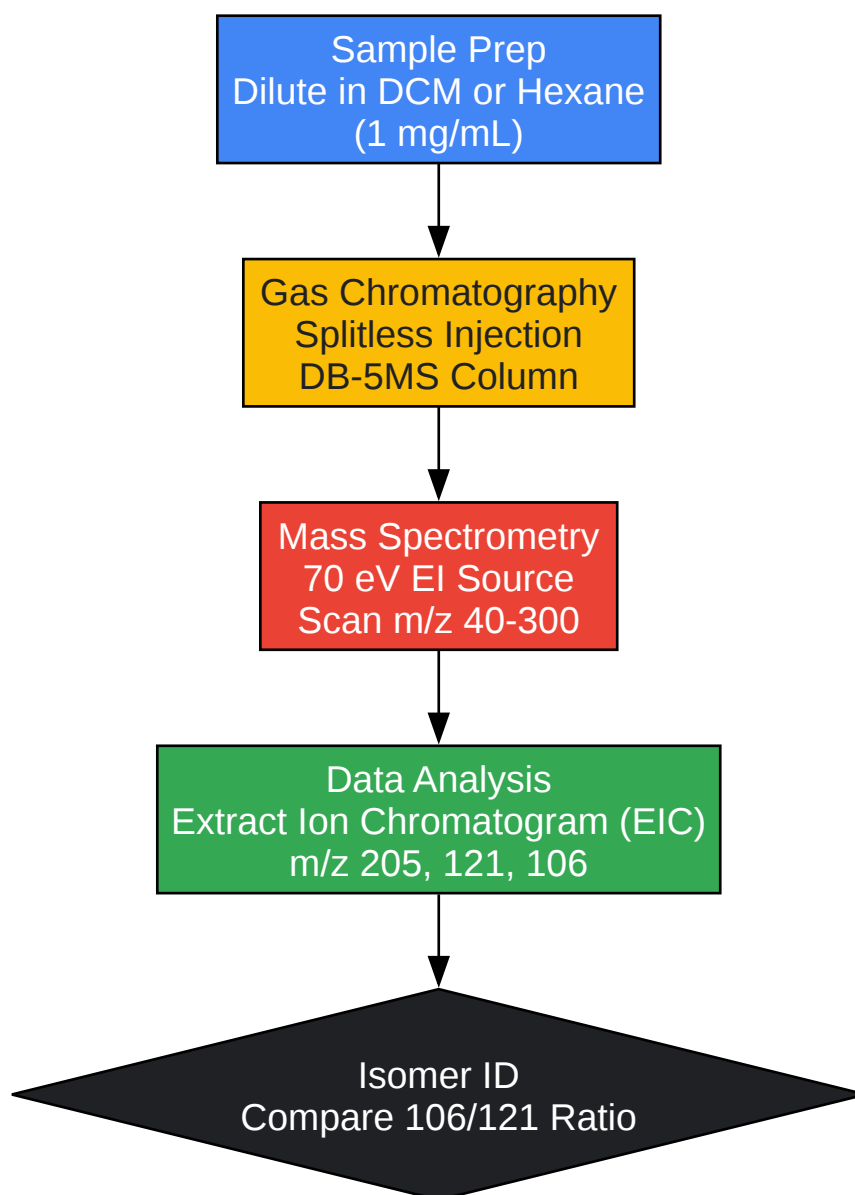 Sample Prep
Dilute in DCM or Hexane
(1 mg/mL)
Gas Chromatography
Splitless Injection
DB-5MS Column
Mass Spectrometry
70 eV EI Source
Scan m/z 40-300
Data Analysis
Extract Ion Chromatogram (EIC)
m/z 205, 121, 106
Isomer ID
Compare 106/121 Ratio